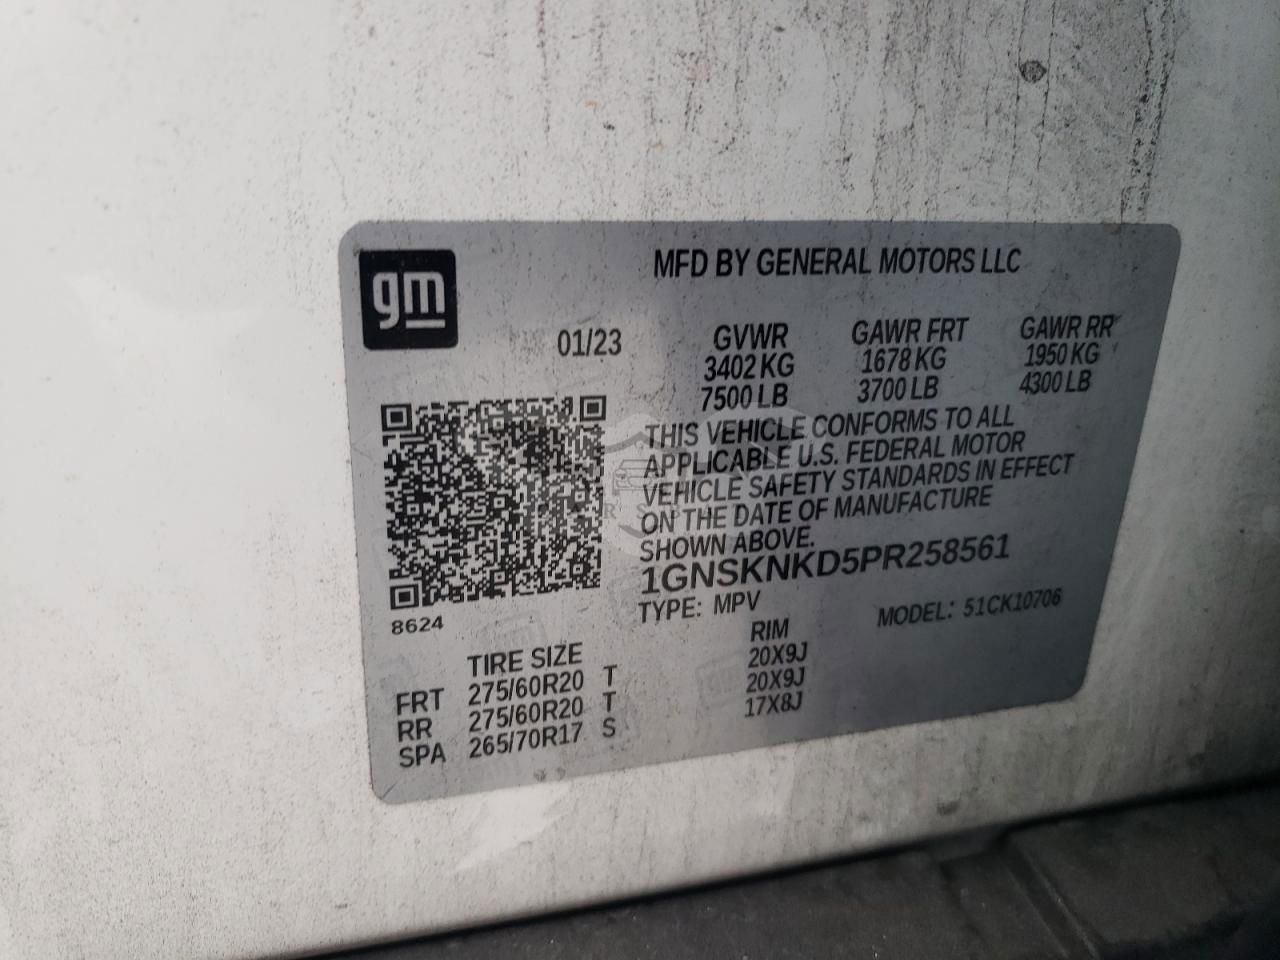 gm
MFD BY GENERAL MOTORS LLC
01/23
GVWR GAWR FRT GAWR RR
3402 KG 1678 KG 1950 KG
7500 LB 3700 LB 4300 LB
THIS VEHICLE CONFORMS TO ALL
APPLICABLE U.S. FEDERAL MOTOR
VEHICLE SAFETY STANDARDS IN EFFECT
ON THE DATE OF MANUFACTURE
SHOWN ABOVE.
1GNSKNKD5PR258561
TYPE: MPV MODEL: 51CK10706
8624
TIRE SIZE RIM
FRT 275/60R20 T 20X9J
RR 275/60R20 T 20X9J
SPA 265/70R17 S 17X8J